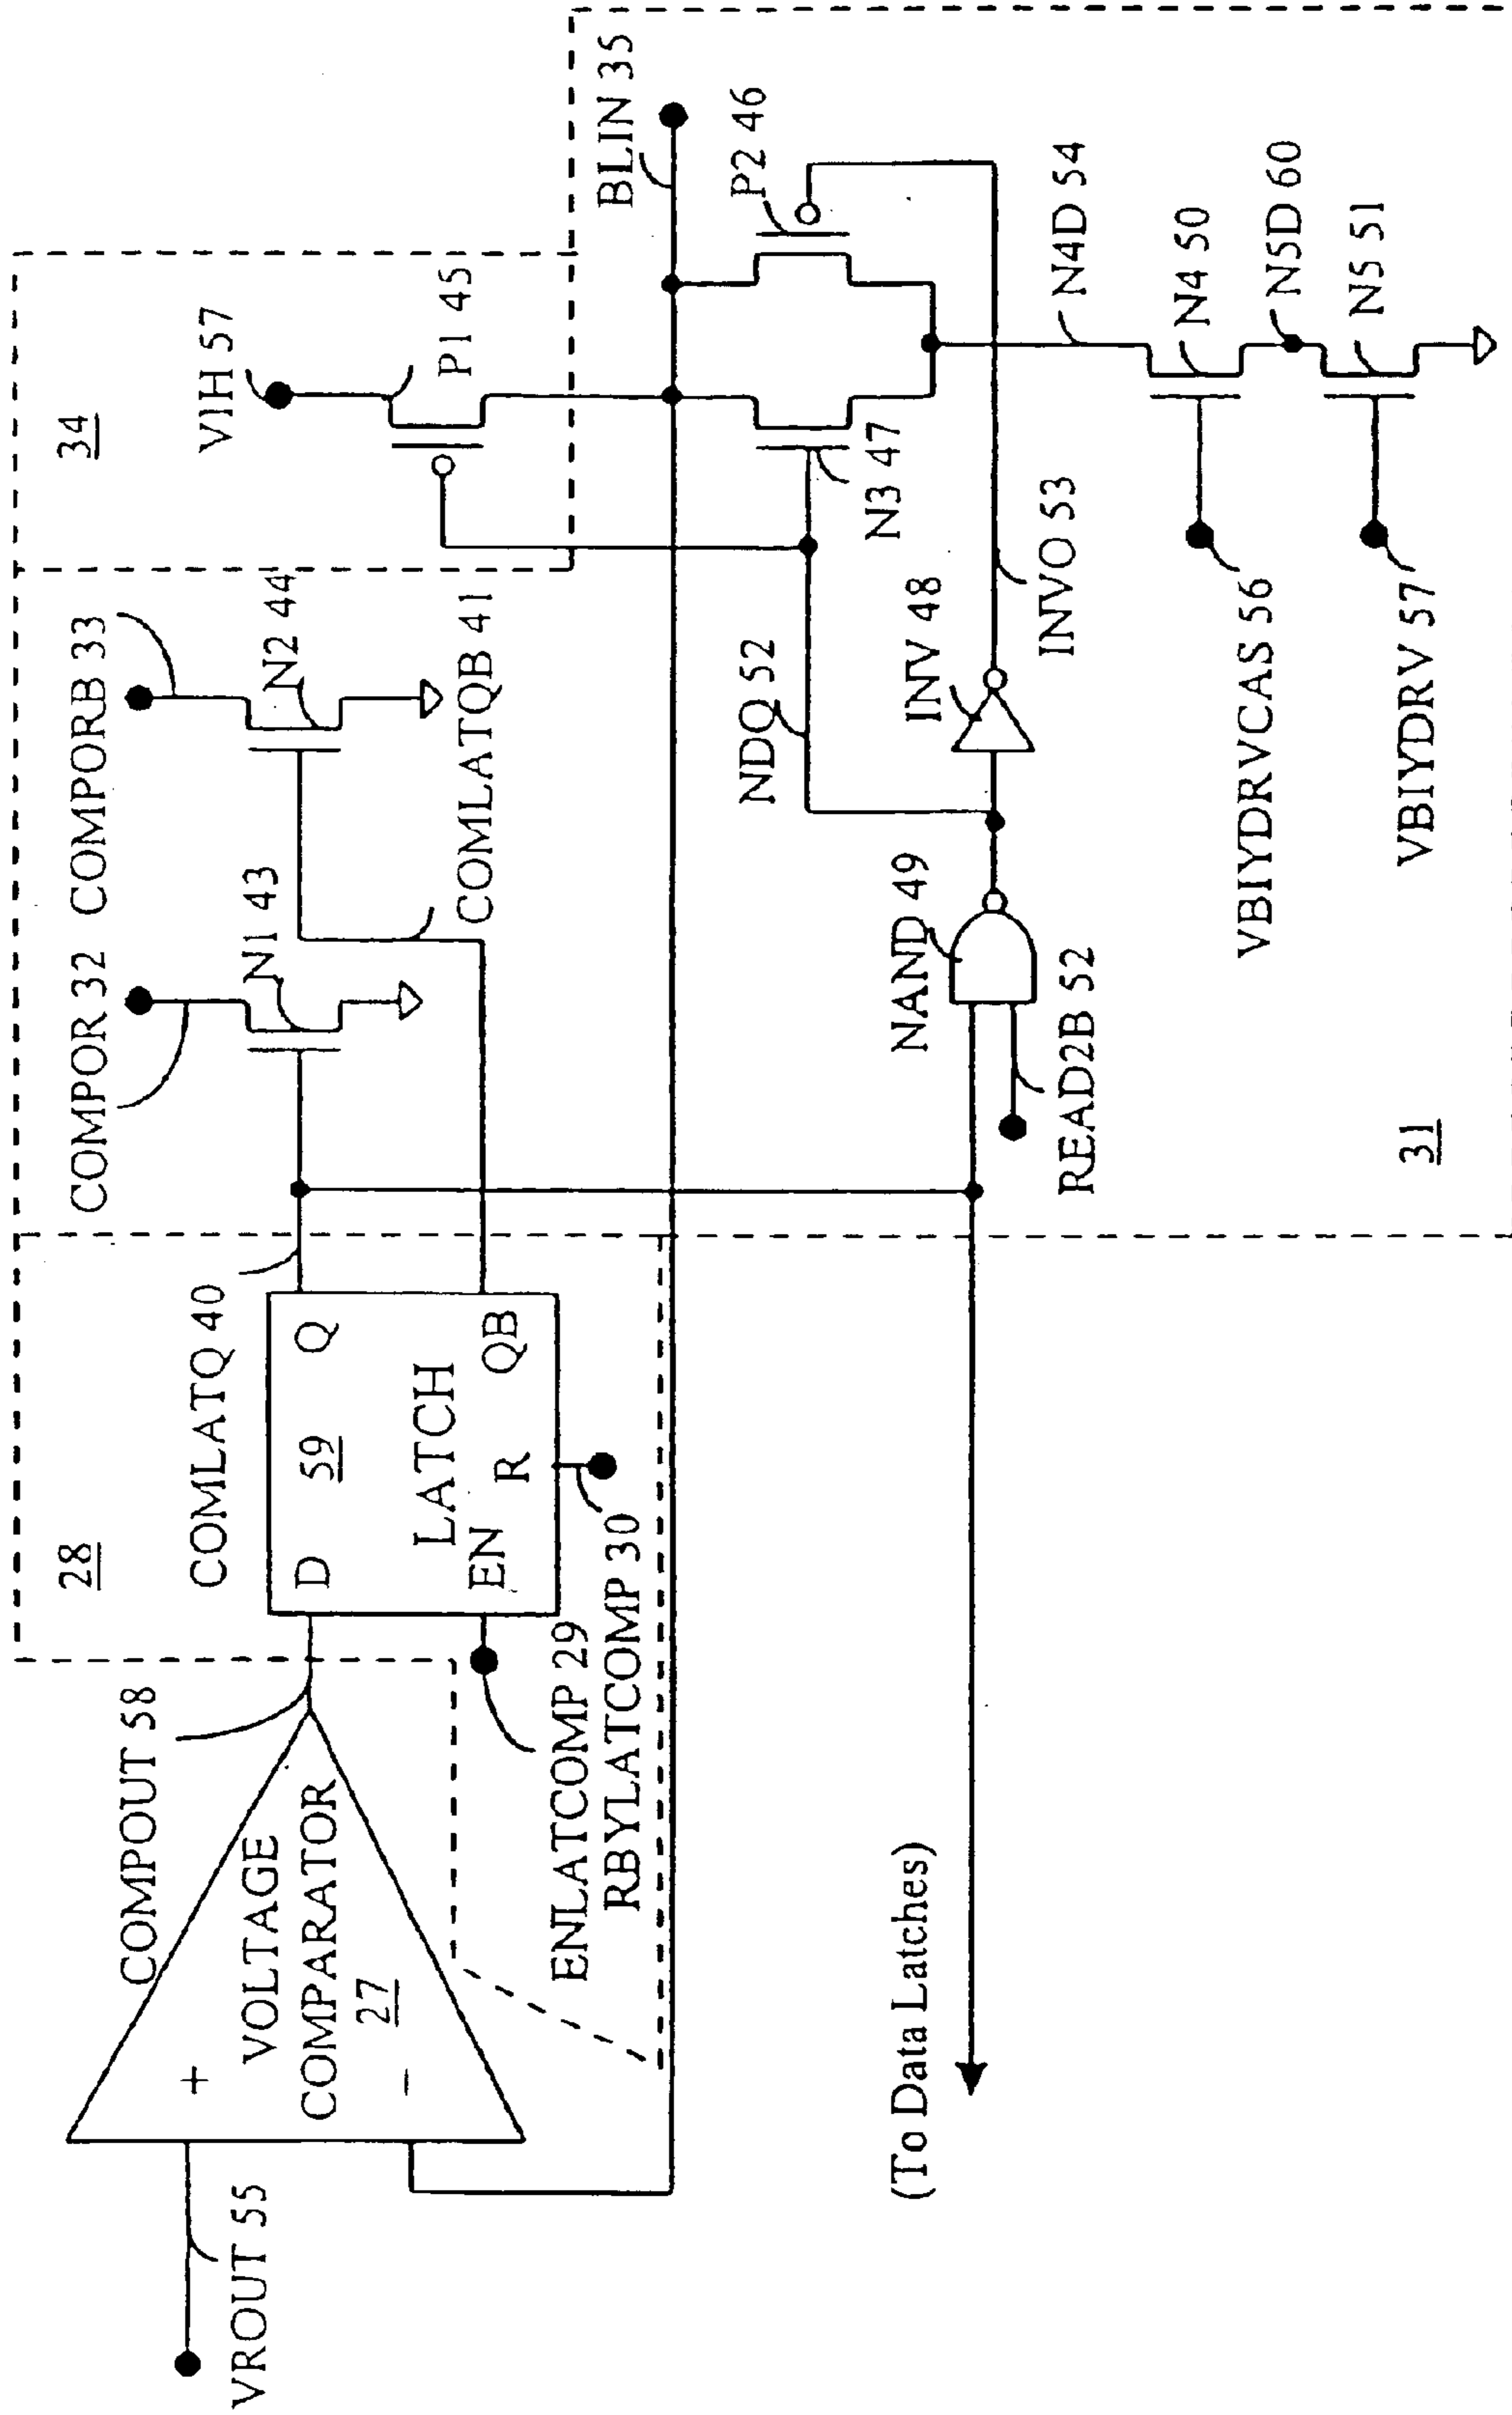 VROUT 55
+
−
VOLTAGE
COMPARATOR
27
COMPOUT 58
28
COMLATQ 40
D
Q
59
LATCH
EN
R
QB
ENLATCOMP 29
RBYLATCOMP 30
COMPOR 32
COMPORB 33
N1 43
N2 44
COMLATQB 41
34
VIH 57
P1 45
BLIN 35
P2 46
N3 47
NDO 52
NAND 49
INV 48
INVO 53
READ2B 52
N4D 54
N4 50
N5D 60
N5 51
VBIYDRVCAS 56
VBIYDRV 57
31
(To Data Latches)